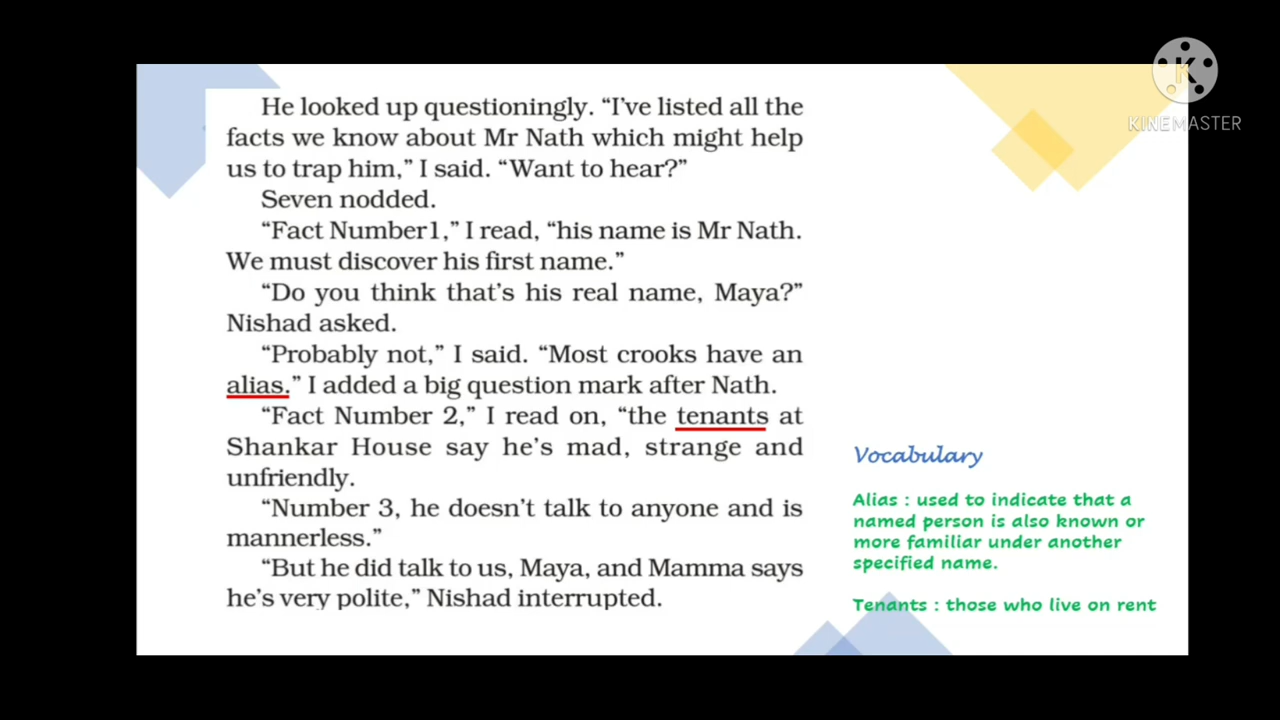 He looked up questioningly. “I’ve listed all the
facts we know about Mr Nath which might help
us to trap him,” I said. “Want to hear?”
Seven nodded.
“Fact Number1,” I read, “his name is Mr Nath.
We must discover his first name.”
“Do you think that’s his real name, Maya?”
Nishad asked.
“Probably not,” I said. “Most crooks have an
alias.” I added a big question mark after Nath.
“Fact Number 2,” I read on, “the tenants at
Shankar House say he’s mad, strange and
unfriendly.
“Number 3, he doesn’t talk to anyone and is
mannerless.”
“But he did talk to us, Maya, and Mamma says
he’s very polite,” Nishad interrupted.
Vocabulary
Alias : used to indicate that a
named person is also known or
more familiar under another
specified name.
Tenants : those who live on rent
K
KINEMASTER